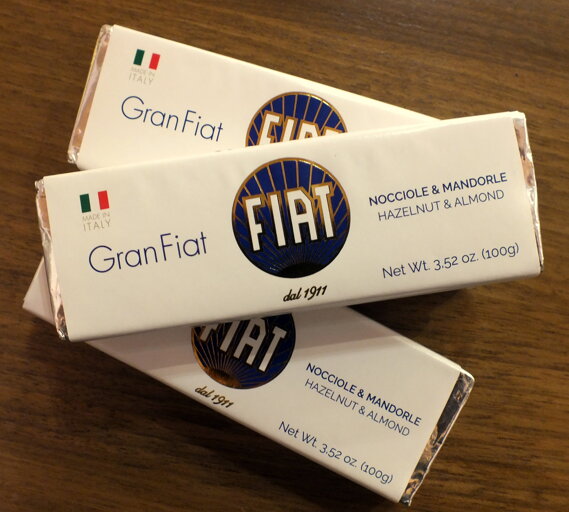 MADE IN
ITALY
GranFiat
FIAT
MADE IN
ITALY
GranFiat
FIAT
dal 1911
NOCCIOLE & MANDORLE
HAZELNUT & ALMOND
Net Wt. 3.52 oz. (100g)
FIAT
dal 1911
NOCCIOLE & MANDORLE
HAZELNUT & ALMOND
Net Wt. 3.52 oz. (100g)